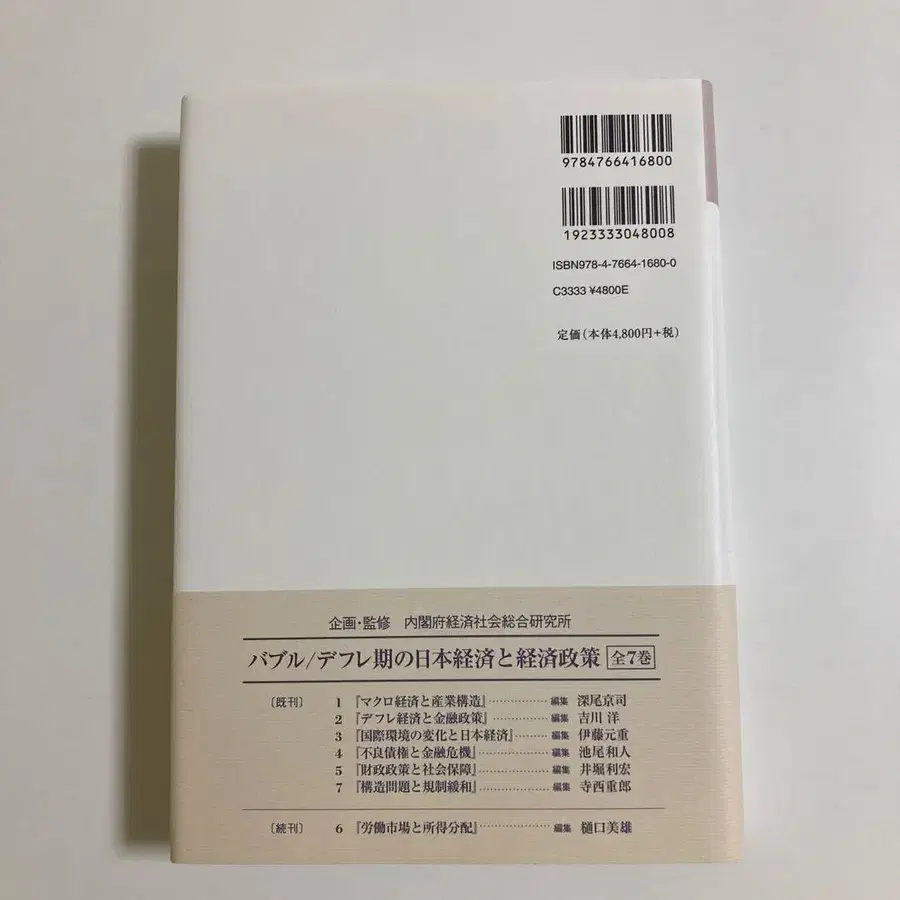 9784766416800
1923333048008
ISBN978-4-7664-1680-0
C3333 ¥4800E
定価(本体4,800円+税)
企画・監修 内閣府経済社会総合研究所
バブル/デフレ期の日本経済と経済政策 全7巻
〔既刊〕 1 『マクロ経済と産業構造』………………編集 深尾京司
2 『デフレ経済と金融政策』………………編集 吉川 洋
3 『国際環境の変化と日本経済』………編集 伊藤元重
4 『不良債権と金融危機』…………………編集 池尾和人
5 『財政政策と社会保障』…………………編集 井堀利宏
7 『構造問題と規制緩和』…………………編集 寺西重郎
〔続刊〕 6 『労働市場と所得分配』…………………編集 樋口美雄